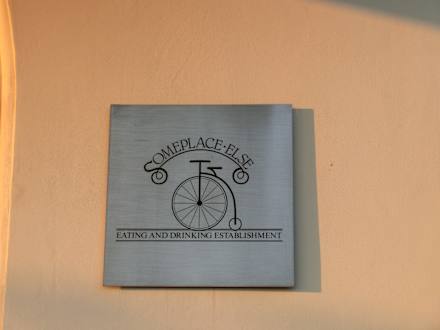 SOMEPLACE·ELSE
EATING AND DRINKING ESTABLISHMENT